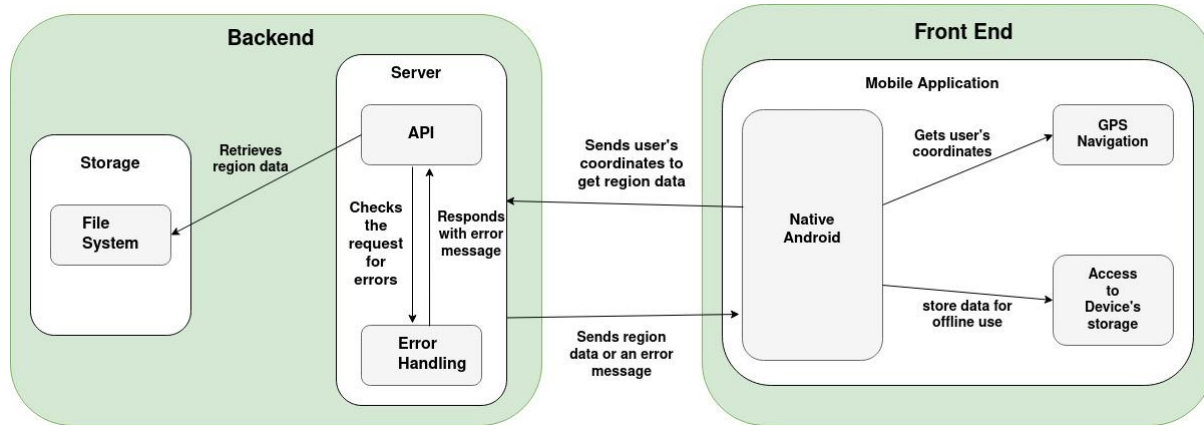 Backend
Storage
File
System
Retrieves
region data
Server
API
Checks
the
request
for
errors
Responds
with error
message
Error
Handling
Sends user's
coordinates to
get region data
Sends region
data or an error
message
Front End
Mobile Application
Native
Android
Gets user's
coordinates
GPS
Navigation
store data for
offline use
Access
to
Device's
storage